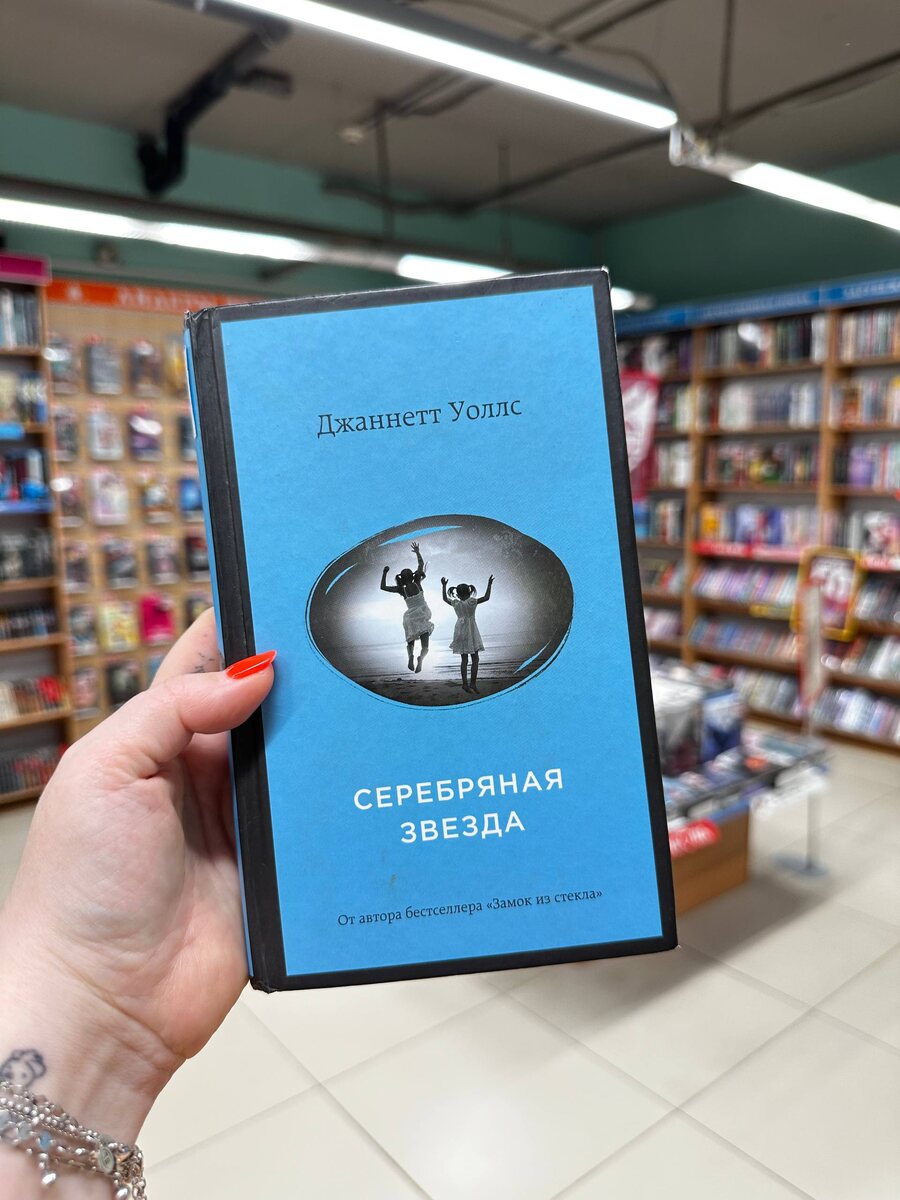 Джаннетт Уоллс
СЕРЕБРЯНАЯ
ЗВЕЗДА
От автора бестселлера «Замок из стекла»